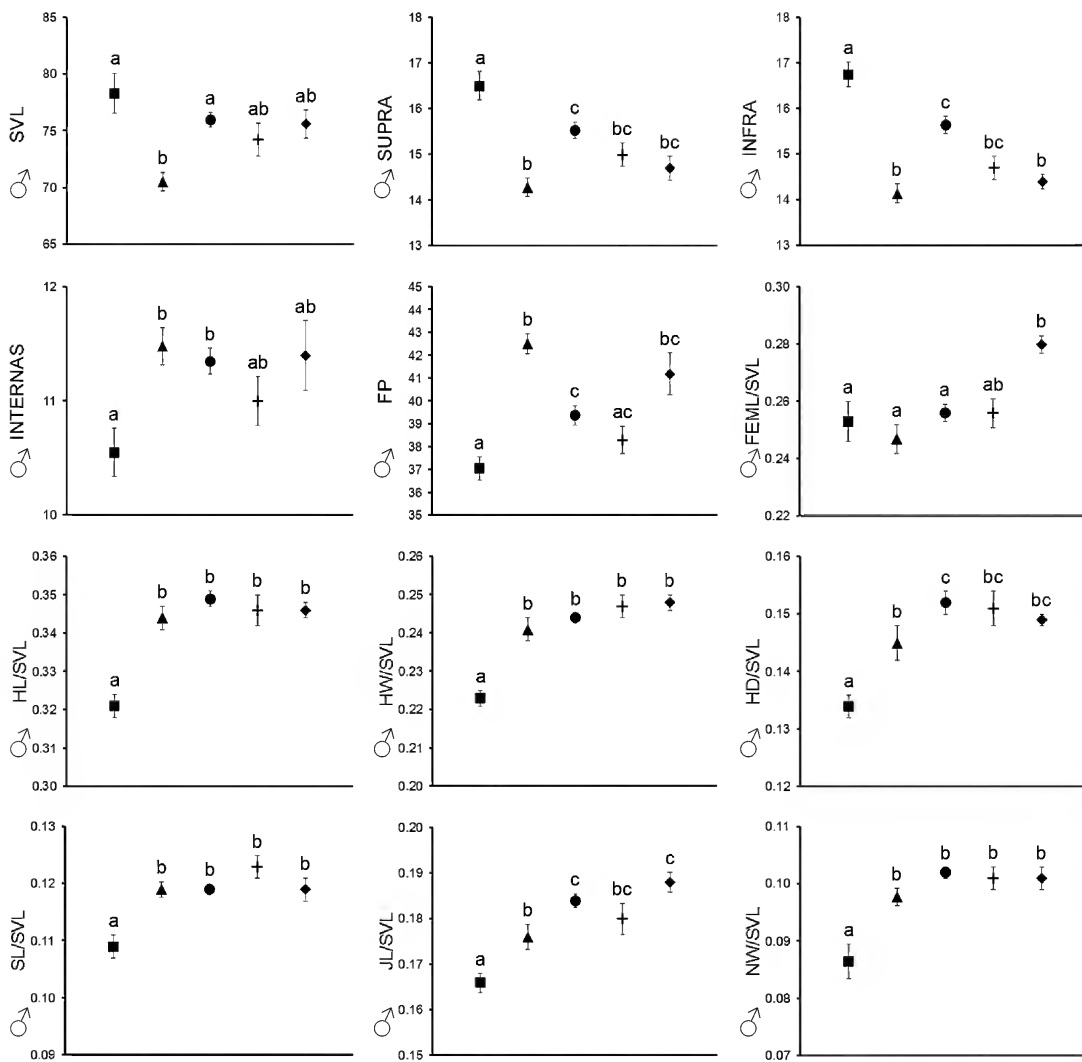 85
80
75
70
65
♂ SVL
a
b
a
ab
ab
18
17
16
15
14
13
♂ SUPRA
a
b
c
bc
bc
18
17
16
15
14
13
♂ INFRA
a
b
c
bc
b
12
11
10
♂ INTERNAS
a
b
b
ab
ab
45
44
43
42
41
40
39
38
37
36
35
♂ FP
a
b
c
ac
bc
0.30
0.28
0.26
0.24
0.22
♂ FEML/SVL
a
a
a
ab
b
0.36
0.35
0.34
0.33
0.32
0.31
0.30
♂ HL/SVL
a
b
b
b
b
0.26
0.25
0.24
0.23
0.22
0.21
0.20
♂ HW/SVL
a
b
b
b
b
0.16
0.15
0.14
0.13
0.12
♂ HD/SVL
a
b
c
bc
bc
0.13
0.12
0.11
0.10
0.09
♂ SL/SVL
a
b
b
b
b
0.20
0.19
0.18
0.17
0.16
0.15
♂ JL/SVL
a
b
c
bc
c
0.11
0.10
0.09
0.08
0.07
♂ NW/SVL
a
b
b
b
b